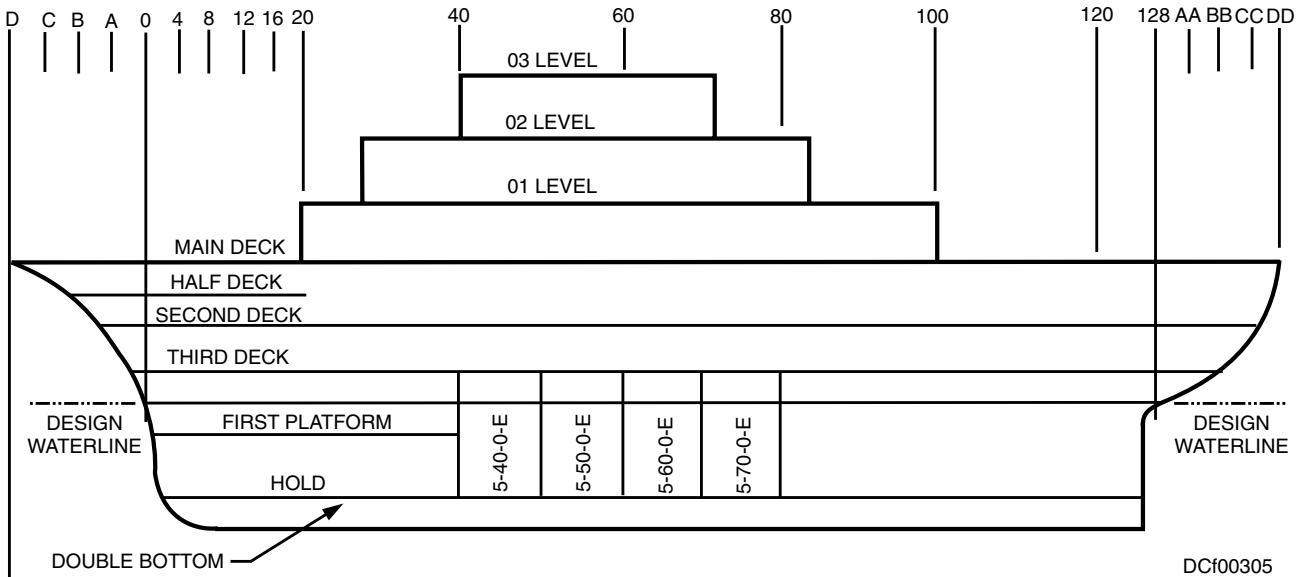 D C B A 0 4 8 12 16 20 40 60 80 100 120 128 AA BB CC DD
03 LEVEL
02 LEVEL
01 LEVEL
MAIN DECK
HALF DECK
SECOND DECK
THIRD DECK
DESIGN
WATERLINE
FIRST PLATFORM
5-40-0-E
5-50-0-E
5-60-0-E
5-70-0-E
DESIGN
WATERLINE
HOLD
DOUBLE BOTTOM
DCf00305